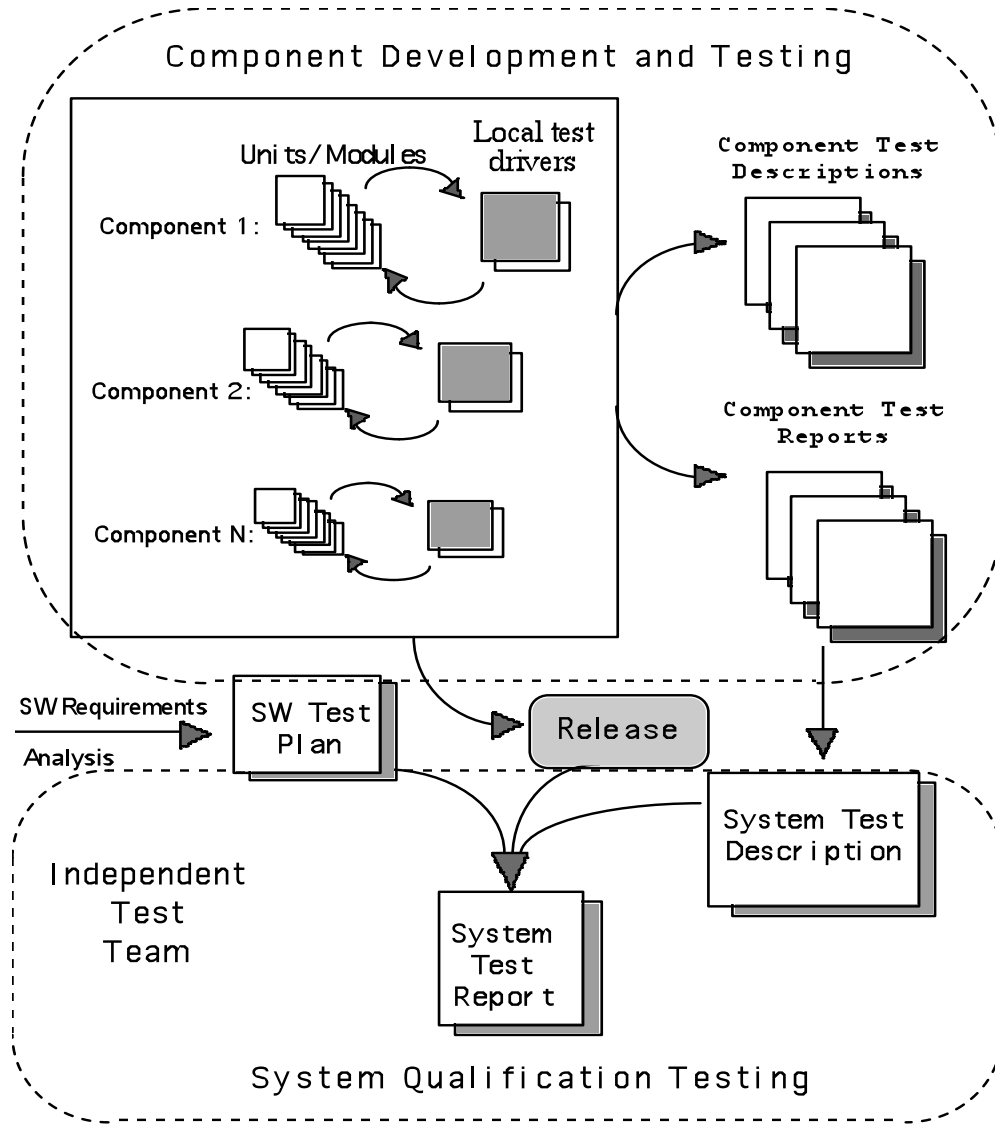 Component Development and Testing
Units/Modules
Local test
drivers
Component Test
Descriptions
Component 1:
Component 2:
Component Test
Reports
Component N:
SW Requirements
Analysis
SW Test
Plan
Release
System Test
Description
Independent
Test
Team
System
Test
Report
System Qualification Testing